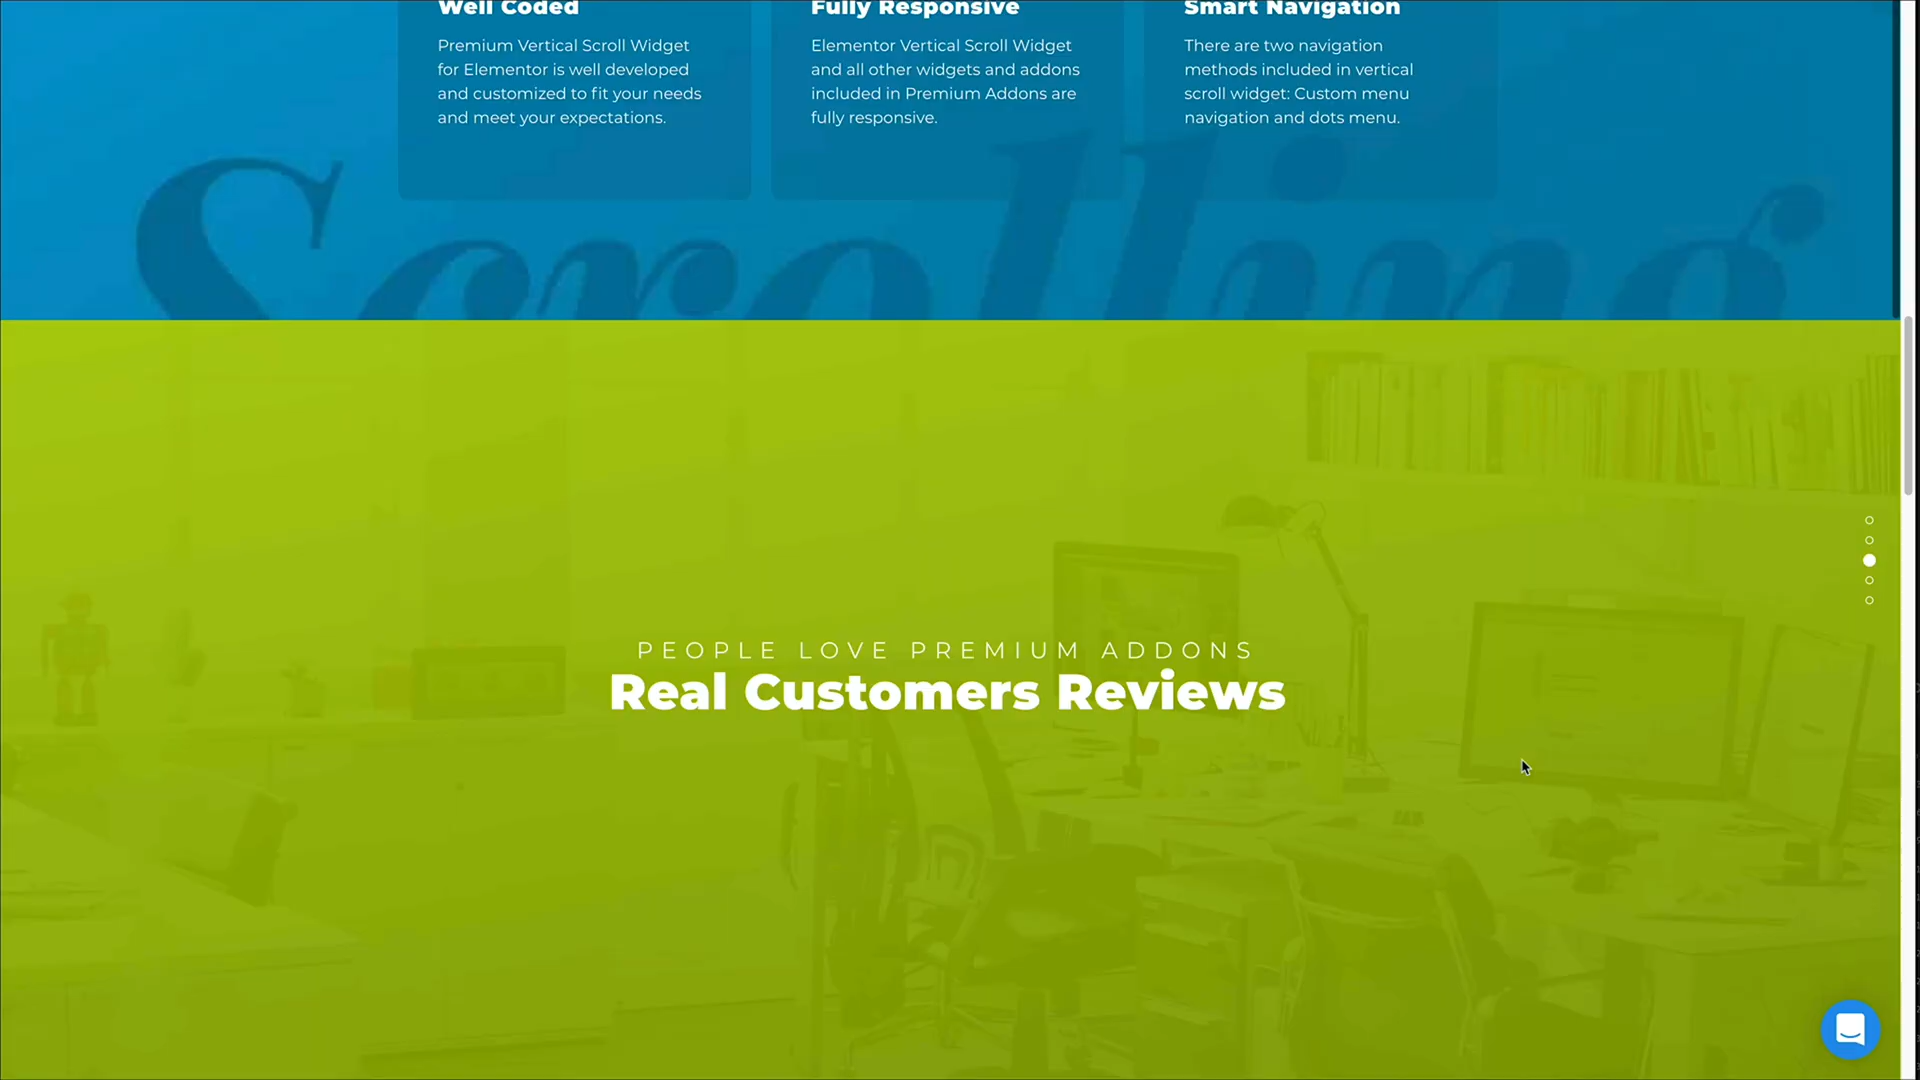 Well Coded
Premium Vertical Scroll Widget
for Elementor is well developed
and customized to fit your needs
and meet your expectations.
Fully Responsive
Elementor Vertical Scroll Widget
and all other widgets and addons
included in Premium Addons are
fully responsive.
Smart Navigation
There are two navigation
methods included in vertical
scroll widget: Custom menu
navigation and dots menu.
Scrolling
PEOPLE LOVE PREMIUM ADDONS
Real Customers Reviews